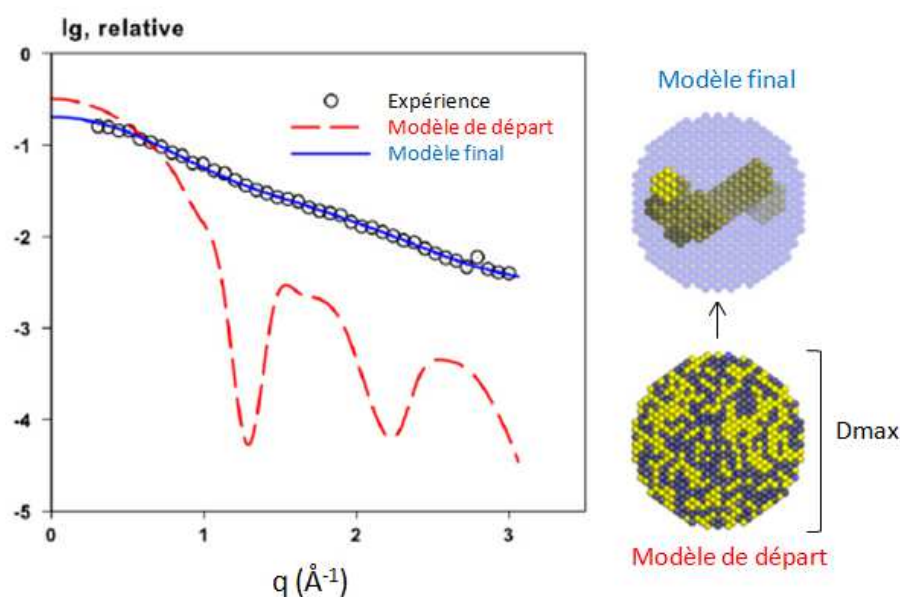 lg, relative
0
-1
-2
-3
-4
-5
0
1
2
3
q (Å⁻¹)
Expérience
Modèle de départ
Modèle final
Modèle final
Dmax
Modèle de départ